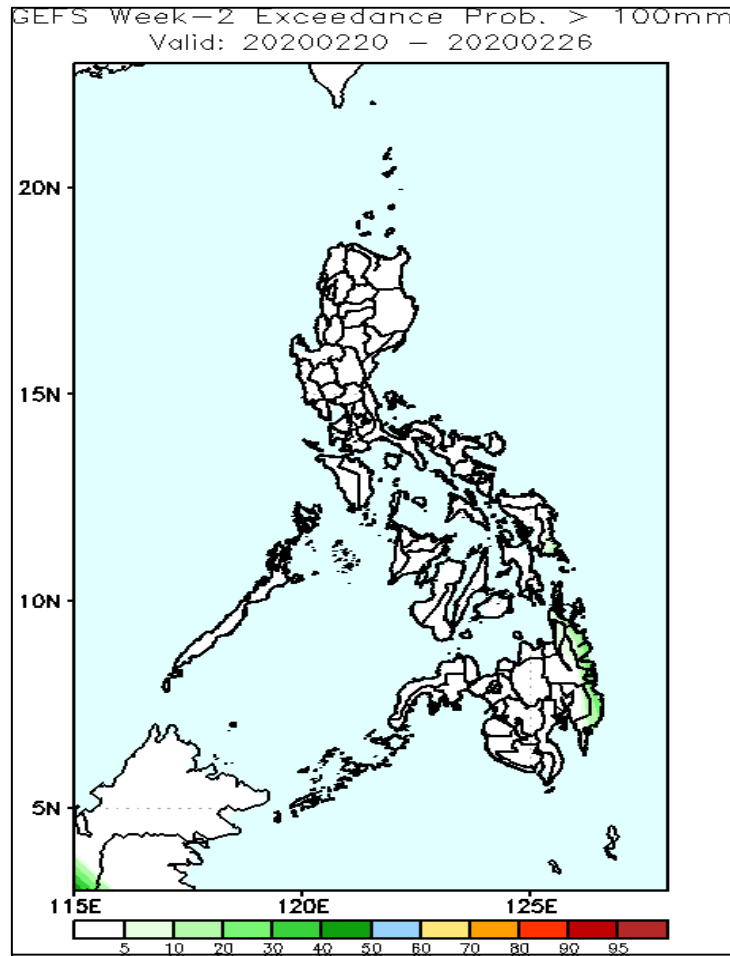 GEFS Week-2 Exceedance Prob. > 100mm
Valid: 20200220 - 20200226
20N
15N
10N
5N
115E 120E 125E
5 10 20 30 40 50 60 70 80 90 95